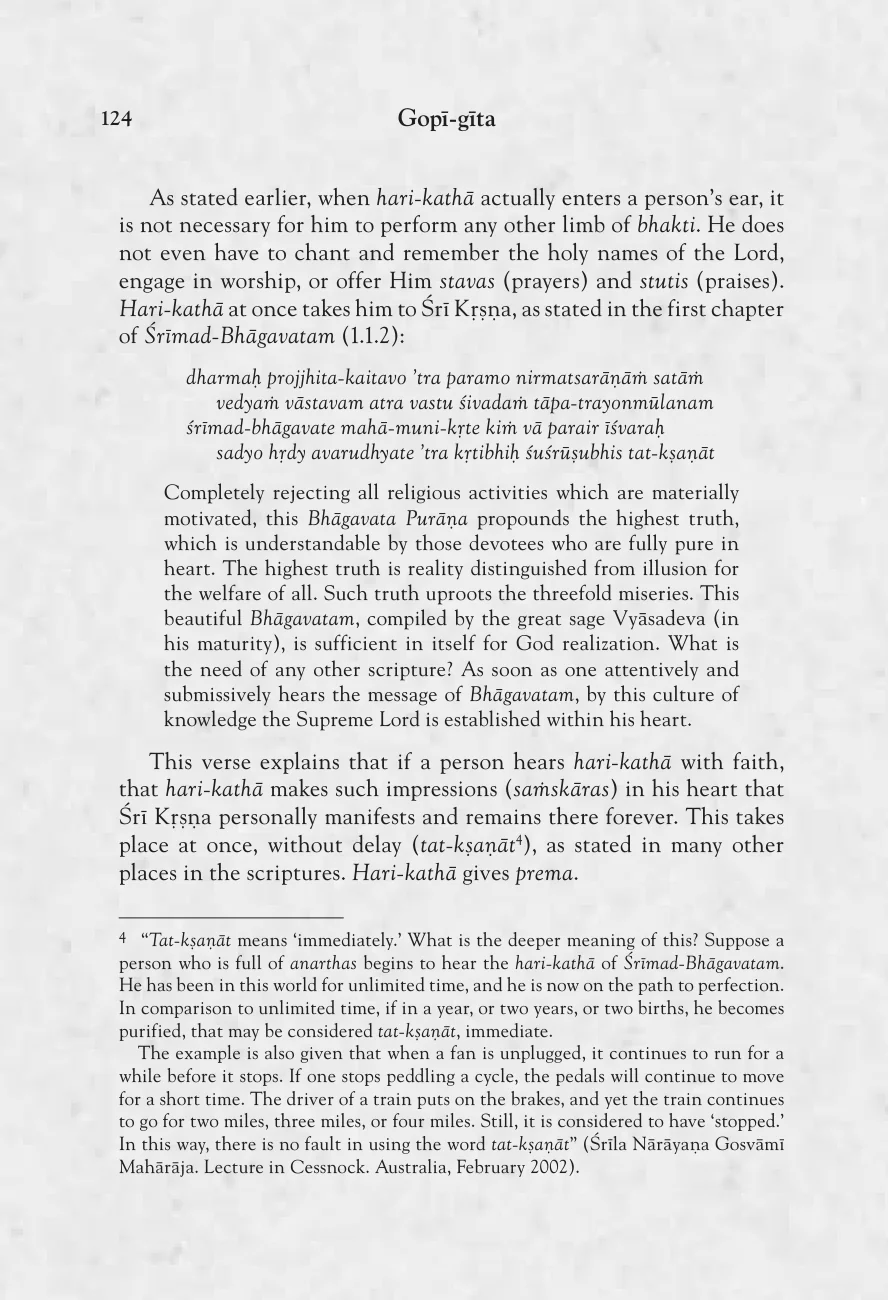 124
Gopī-gīta
As stated earlier, when hari-kathā actually enters a person’s ear, it
is not necessary for him to perform any other limb of bhakti. He does
not even have to chant and remember the holy names of the Lord,
engage in worship, or offer Him stavas (prayers) and stutis (praises).
Hari-kathā at once takes him to Śrī Kṛṣṇa, as stated in the first chapter
of Śrīmad-Bhāgavatam (1.1.2):
dharmaḥ projjhita-kaitavo ’tra paramo nirmatsarāṇāṁ satāṁ
vedyaṁ vāstavam atra vastu śivadaṁ tāpa-trayonmūlanam
śrīmad-bhāgavate mahā-muni-kṛte kiṁ vā parair īśvaraḥ
sadyo hṛdy avarudhyate ’tra kṛtibhiḥ śuśrūṣubhis tat-kṣaṇāt
Completely rejecting all religious activities which are materially
motivated, this Bhāgavata Purāṇa propounds the highest truth,
which is understandable by those devotees who are fully pure in
heart. The highest truth is reality distinguished from illusion for
the welfare of all. Such truth uproots the threefold miseries. This
beautiful Bhāgavatam, compiled by the great sage Vyāsadeva (in
his maturity), is sufficient in itself for God realization. What is
the need of any other scripture? As soon as one attentively and
submissively hears the message of Bhāgavatam, by this culture of
knowledge the Supreme Lord is established within his heart.
This verse explains that if a person hears hari-kathā with faith,
that hari-kathā makes such impressions (saṁskāras) in his heart that
Śrī Kṛṣṇa personally manifests and remains there forever. This takes
place at once, without delay (tat-kṣaṇāt⁴), as stated in many other
places in the scriptures. Hari-kathā gives prema.
4 “Tat-kṣaṇāt means ‘immediately.’ What is the deeper meaning of this? Suppose a
person who is full of anarthas begins to hear the hari-kathā of Śrīmad-Bhāgavatam.
He has been in this world for unlimited time, and he is now on the path to perfection.
In comparison to unlimited time, if in a year, or two years, or two births, he becomes
purified, that may be considered tat-kṣaṇāt, immediate.
The example is also given that when a fan is unplugged, it continues to run for a
while before it stops. If one stops peddling a cycle, the pedals will continue to move
for a short time. The driver of a train puts on the brakes, and yet the train continues
to go for two miles, three miles, or four miles. Still, it is considered to have ‘stopped.’
In this way, there is no fault in using the word tat-kṣaṇāt” (Śrīla Nārāyaṇa Gosvāmī
Mahārāja. Lecture in Cessnock. Australia, February 2002).